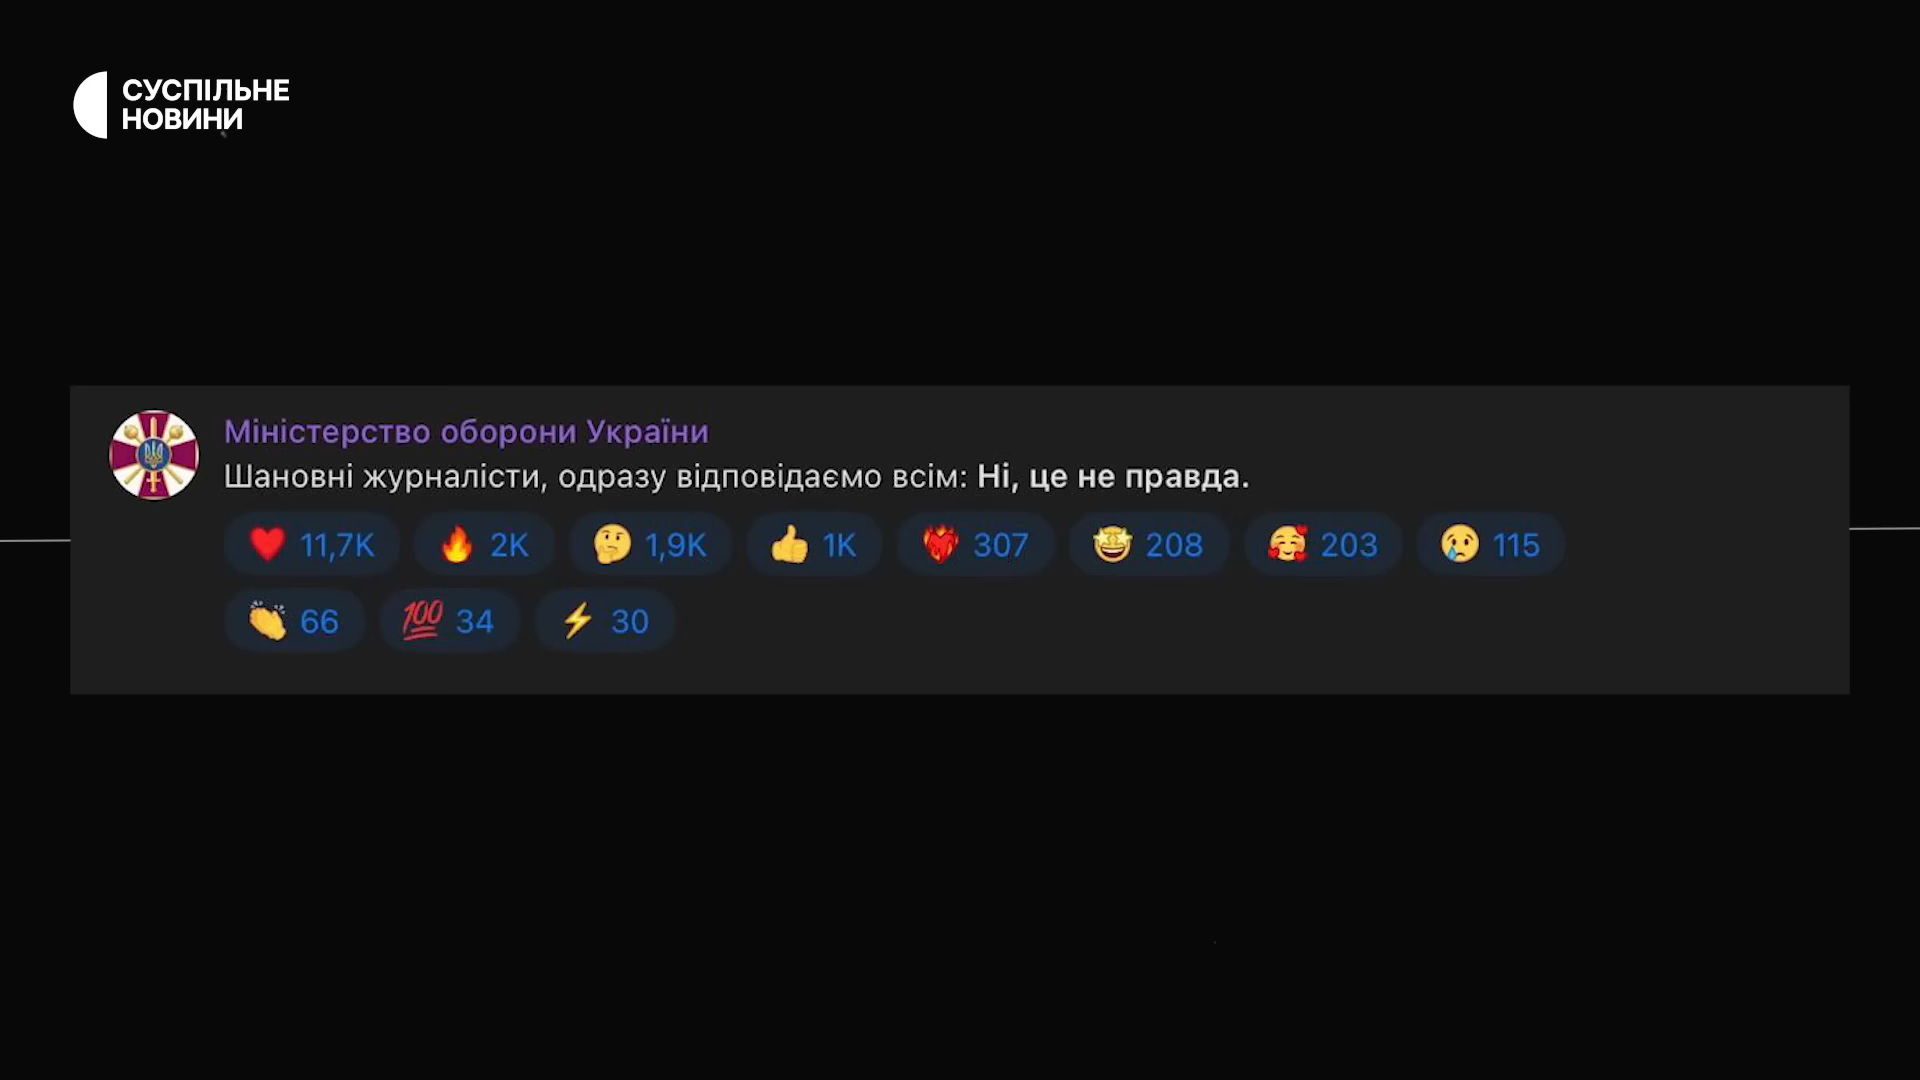 СУСПІЛЬНЕ
НОВИНИ
Міністерство оборони України
Шановні журналісти, одразу відповідаємо всім: Ні, це не правда.
❤️ 11,7K 🔥 2K 🤔 1,9K 👍 1K ❤️‍🔥 307 🤩 208 🥰 203 😢 115
👏 66 💯 34 ⚡ 30